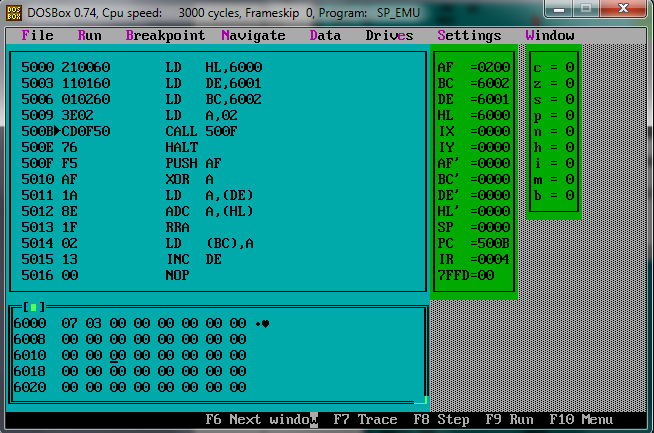 DOSBox 0.74, Cpu speed: 3000 cycles, Frameskip 0, Program: SP_EMU
File Run Breakpoint Navigate Data Drives Settings Window
5000 210060 LD HL,6000
5003 110160 LD DE,6001
5006 010260 LD BC,6002
5009 3E02 LD A,02
500B►CD0F50 CALL 500F
500E 76 HALT
500F F5 PUSH AF
5010 AF XOR A
5011 1A LD A,(DE)
5012 8E ADC A,(HL)
5013 1F RRA
5014 02 LD (BC),A
5015 13 INC DE
5016 00 NOP
AF =0200
BC =6002
DE =6001
HL =6000
IX =0000
IY =0000
AF' =0000
BC' =0000
DE' =0000
HL' =0000
SP =0000
PC =500B
IR =0004
7FFD=00
c = 0
z = 0
s = 0
p = 0
n = 0
h = 0
i = 0
m = 0
b = 0
6000 07 03 00 00 00 00 00 00 •♥
6008 00 00 00 00 00 00 00 00
6010 00 00 00 00 00 00 00 00
6018 00 00 00 00 00 00 00 00
6020 00 00 00 00 00 00 00 00
F6 Next window F7 Trace F8 Step F9 Run F10 Menu